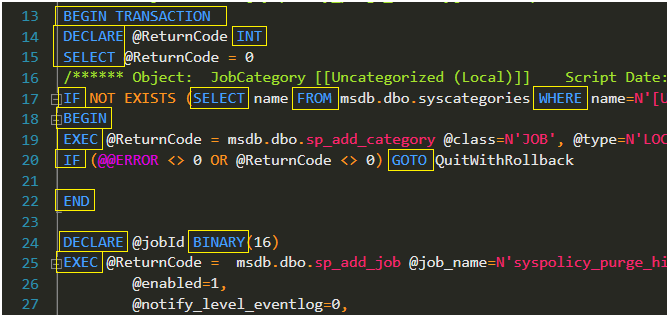 13 BEGIN TRANSACTION
14 DECLARE @ReturnCode INT
15 SELECT @ReturnCode = 0
16 /****** Object:  JobCategory [[Uncategorized (Local)]]    Script Date:
17 IF NOT EXISTS (SELECT name FROM msdb.dbo.syscategories WHERE name=N'[U
18 BEGIN
19 EXEC @ReturnCode = msdb.dbo.sp_add_category @class=N'JOB', @type=N'LOC
20 IF (@@ERROR <> 0 OR @ReturnCode <> 0) GOTO QuitWithRollback
21
22 END
23
24 DECLARE @jobId BINARY(16)
25 EXEC @ReturnCode =  msdb.dbo.sp_add_job @job_name=N'syspolicy_purge_hi
26 @enabled=1,
27 @notify_level_eventlog=0,